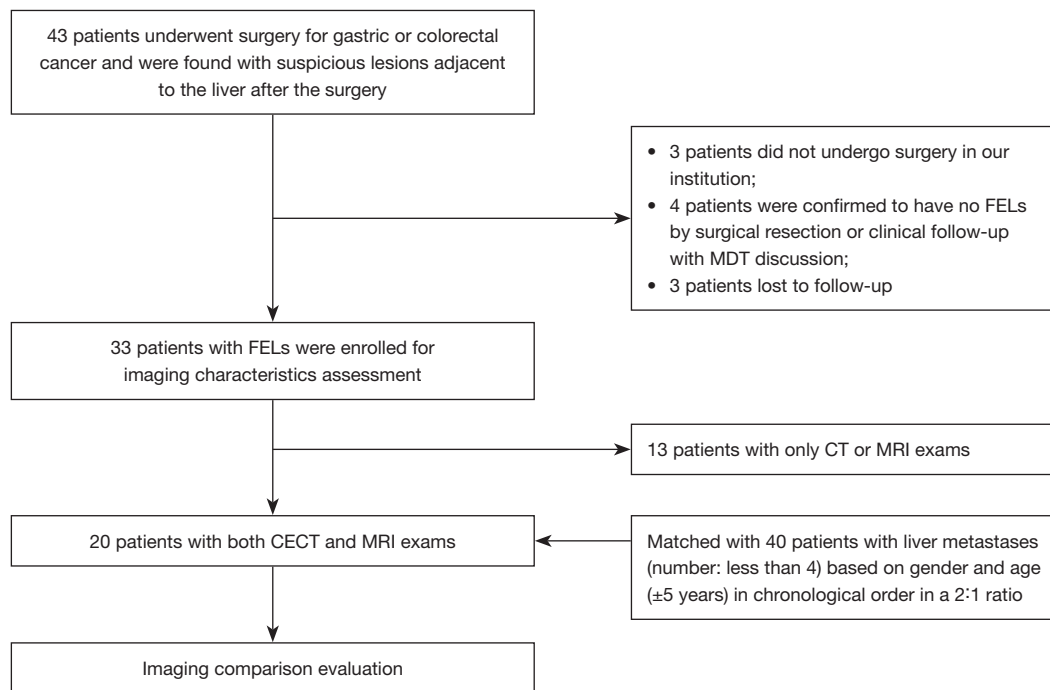 43 patients underwent surgery for gastric or colorectal
cancer and were found with suspicious lesions adjacent
to the liver after the surgery
• 3 patients did not undergo surgery in our
institution;
• 4 patients were confirmed to have no FELs
by surgical resection or clinical follow-up
with MDT discussion;
• 3 patients lost to follow-up
33 patients with FELs were enrolled for
imaging characteristics assessment
13 patients with only CT or MRI exams
20 patients with both CECT and MRI exams
Matched with 40 patients with liver metastases
(number: less than 4) based on gender and age
(±5 years) in chronological order in a 2:1 ratio
Imaging comparison evaluation